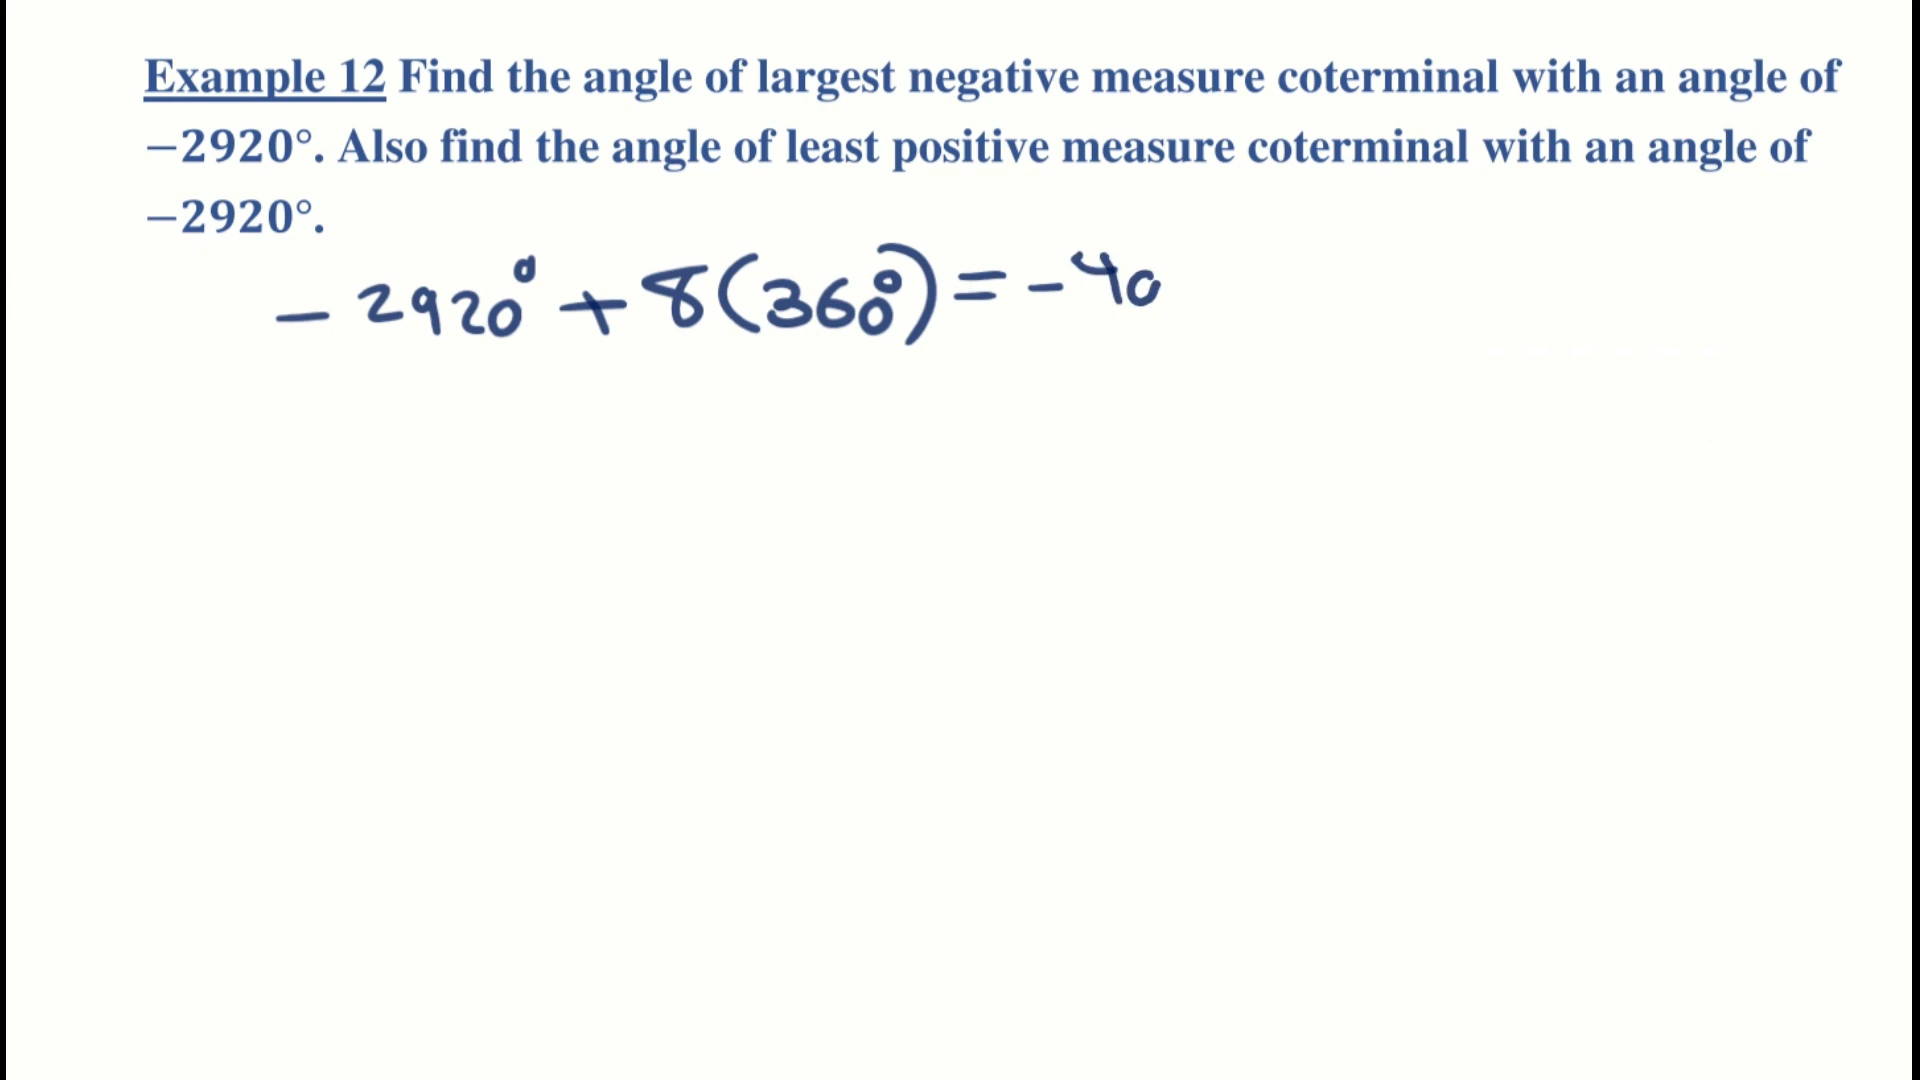 Example 12 Find the angle of largest negative measure coterminal with an angle of
−2920°. Also find the angle of least positive measure coterminal with an angle of
−2920°.
− 2920° + 8(360°) = −40